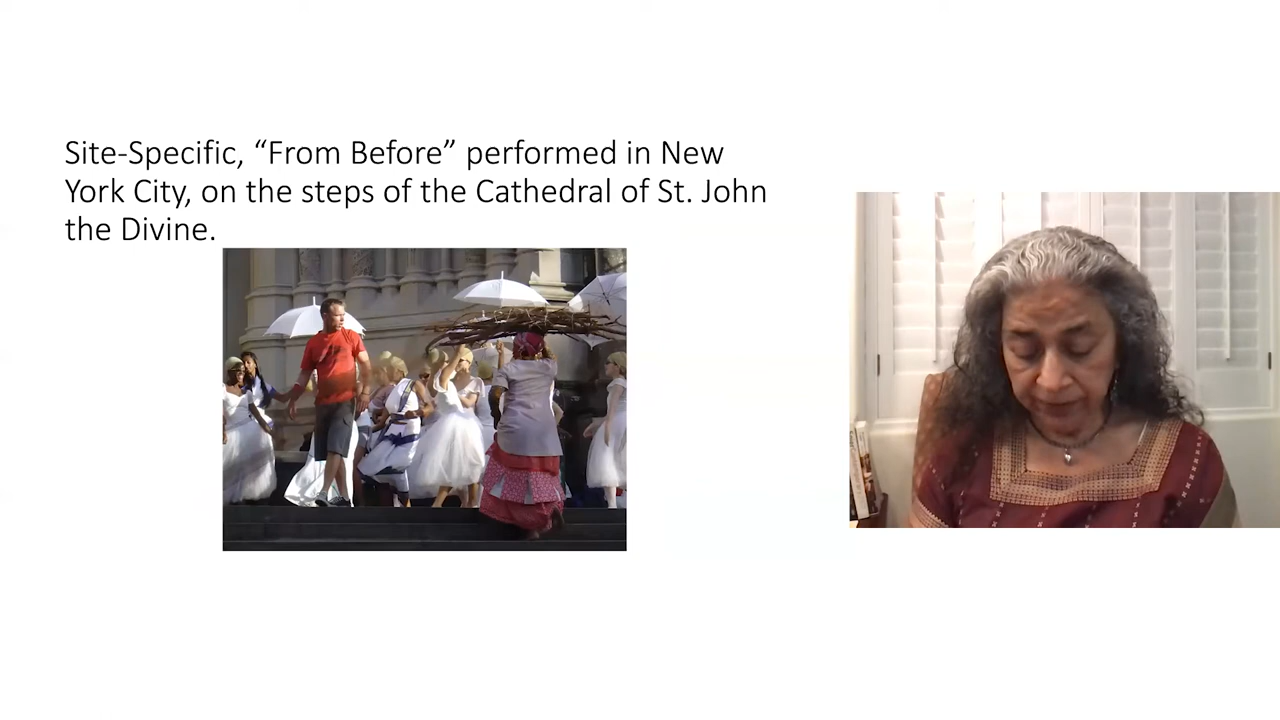 Site-Specific, “From Before” performed in New
York City, on the steps of the Cathedral of St. John
the Divine.